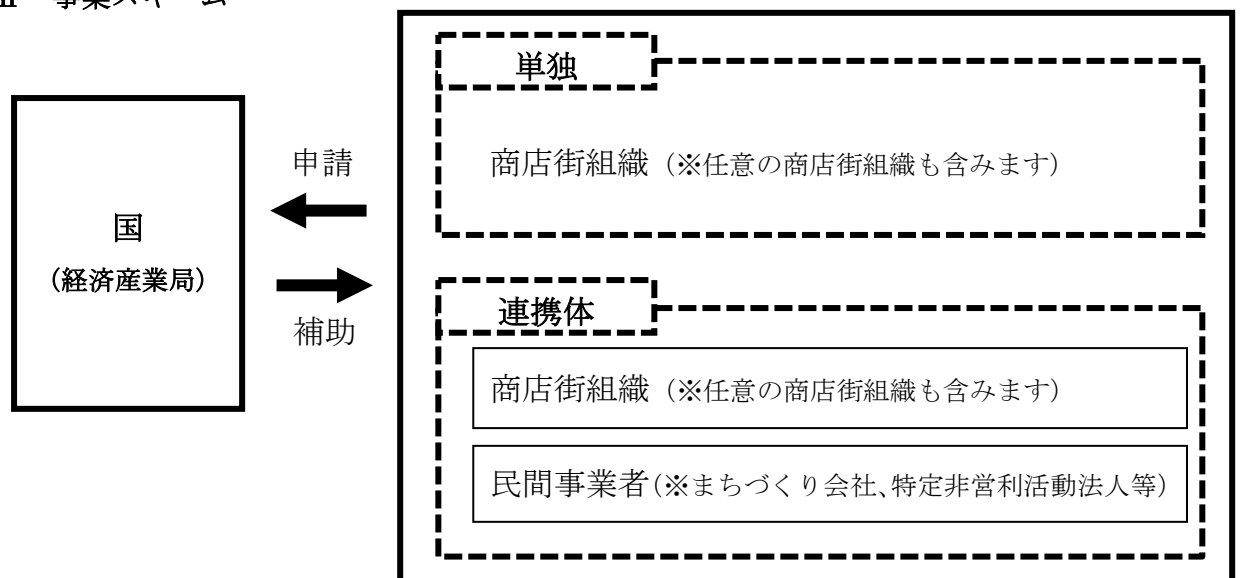 事業スキーム
国
(経済産業局)
申請
補助
単独
商店街組織(※任意の商店街組織も含みます)
連携体
商店街組織(※任意の商店街組織も含みます)
民間事業者(※まちづくり会社、特定非営利活動法人等)